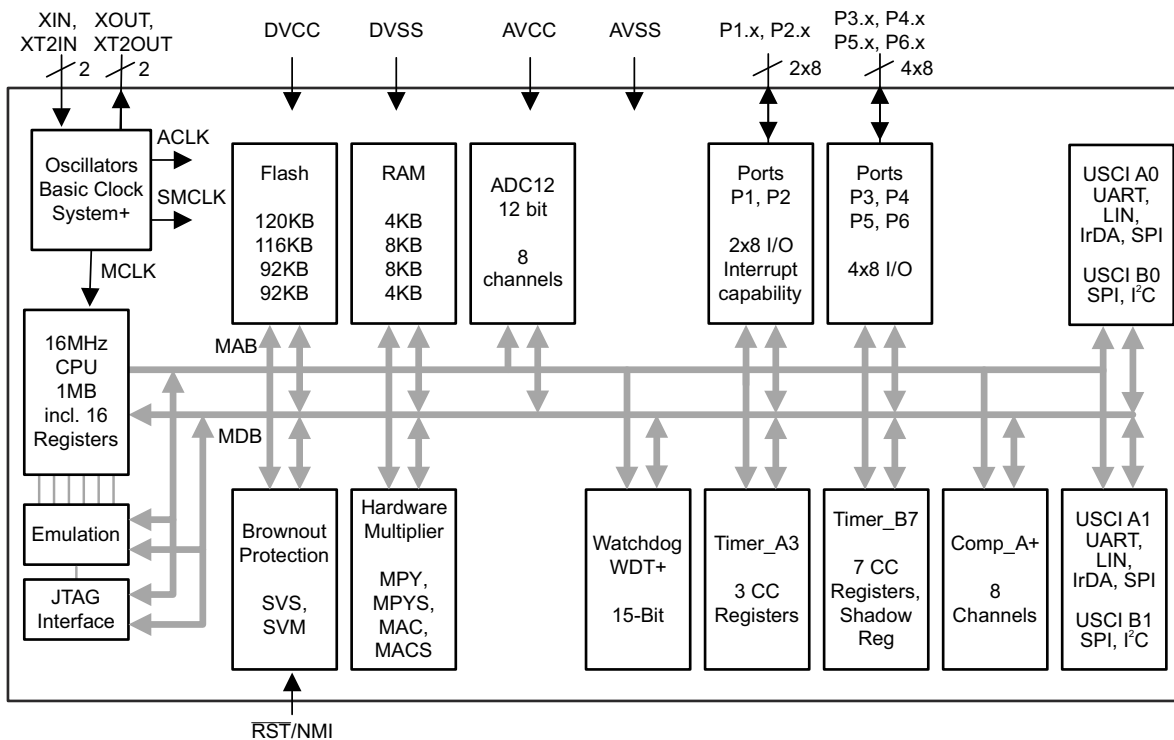 XIN,
XT2IN
XOUT,
XT2OUT
DVCC
DVSS
AVCC
AVSS
P1.x, P2.x
P3.x, P4.x
P5.x, P6.x
2
2
2x8
4x8
Oscillators
Basic Clock
System+
ACLK
SMCLK
MCLK
Flash
120KB
116KB
92KB
92KB
RAM
4KB
8KB
8KB
4KB
ADC12
12 bit
8
channels
Ports
P1, P2
2x8 I/O
Interrupt
capability
Ports
P3, P4
P5, P6
4x8 I/O
USCI A0
UART,
LIN,
IrDA, SPI
USCI B0
SPI, I²C
16MHz
CPU
1MB
incl. 16
Registers
MAB
MDB
Emulation
JTAG
Interface
Brownout
Protection
SVS,
SVM
Hardware
Multiplier
MPY,
MPYS,
MAC,
MACS
Watchdog
WDT+
15-Bit
Timer_A3
3 CC
Registers
Timer_B7
7 CC
Registers,
Shadow
Reg
Comp_A+
8
Channels
USCI A1
UART,
LIN,
IrDA, SPI
USCI B1
SPI, I²C
RST/NMI